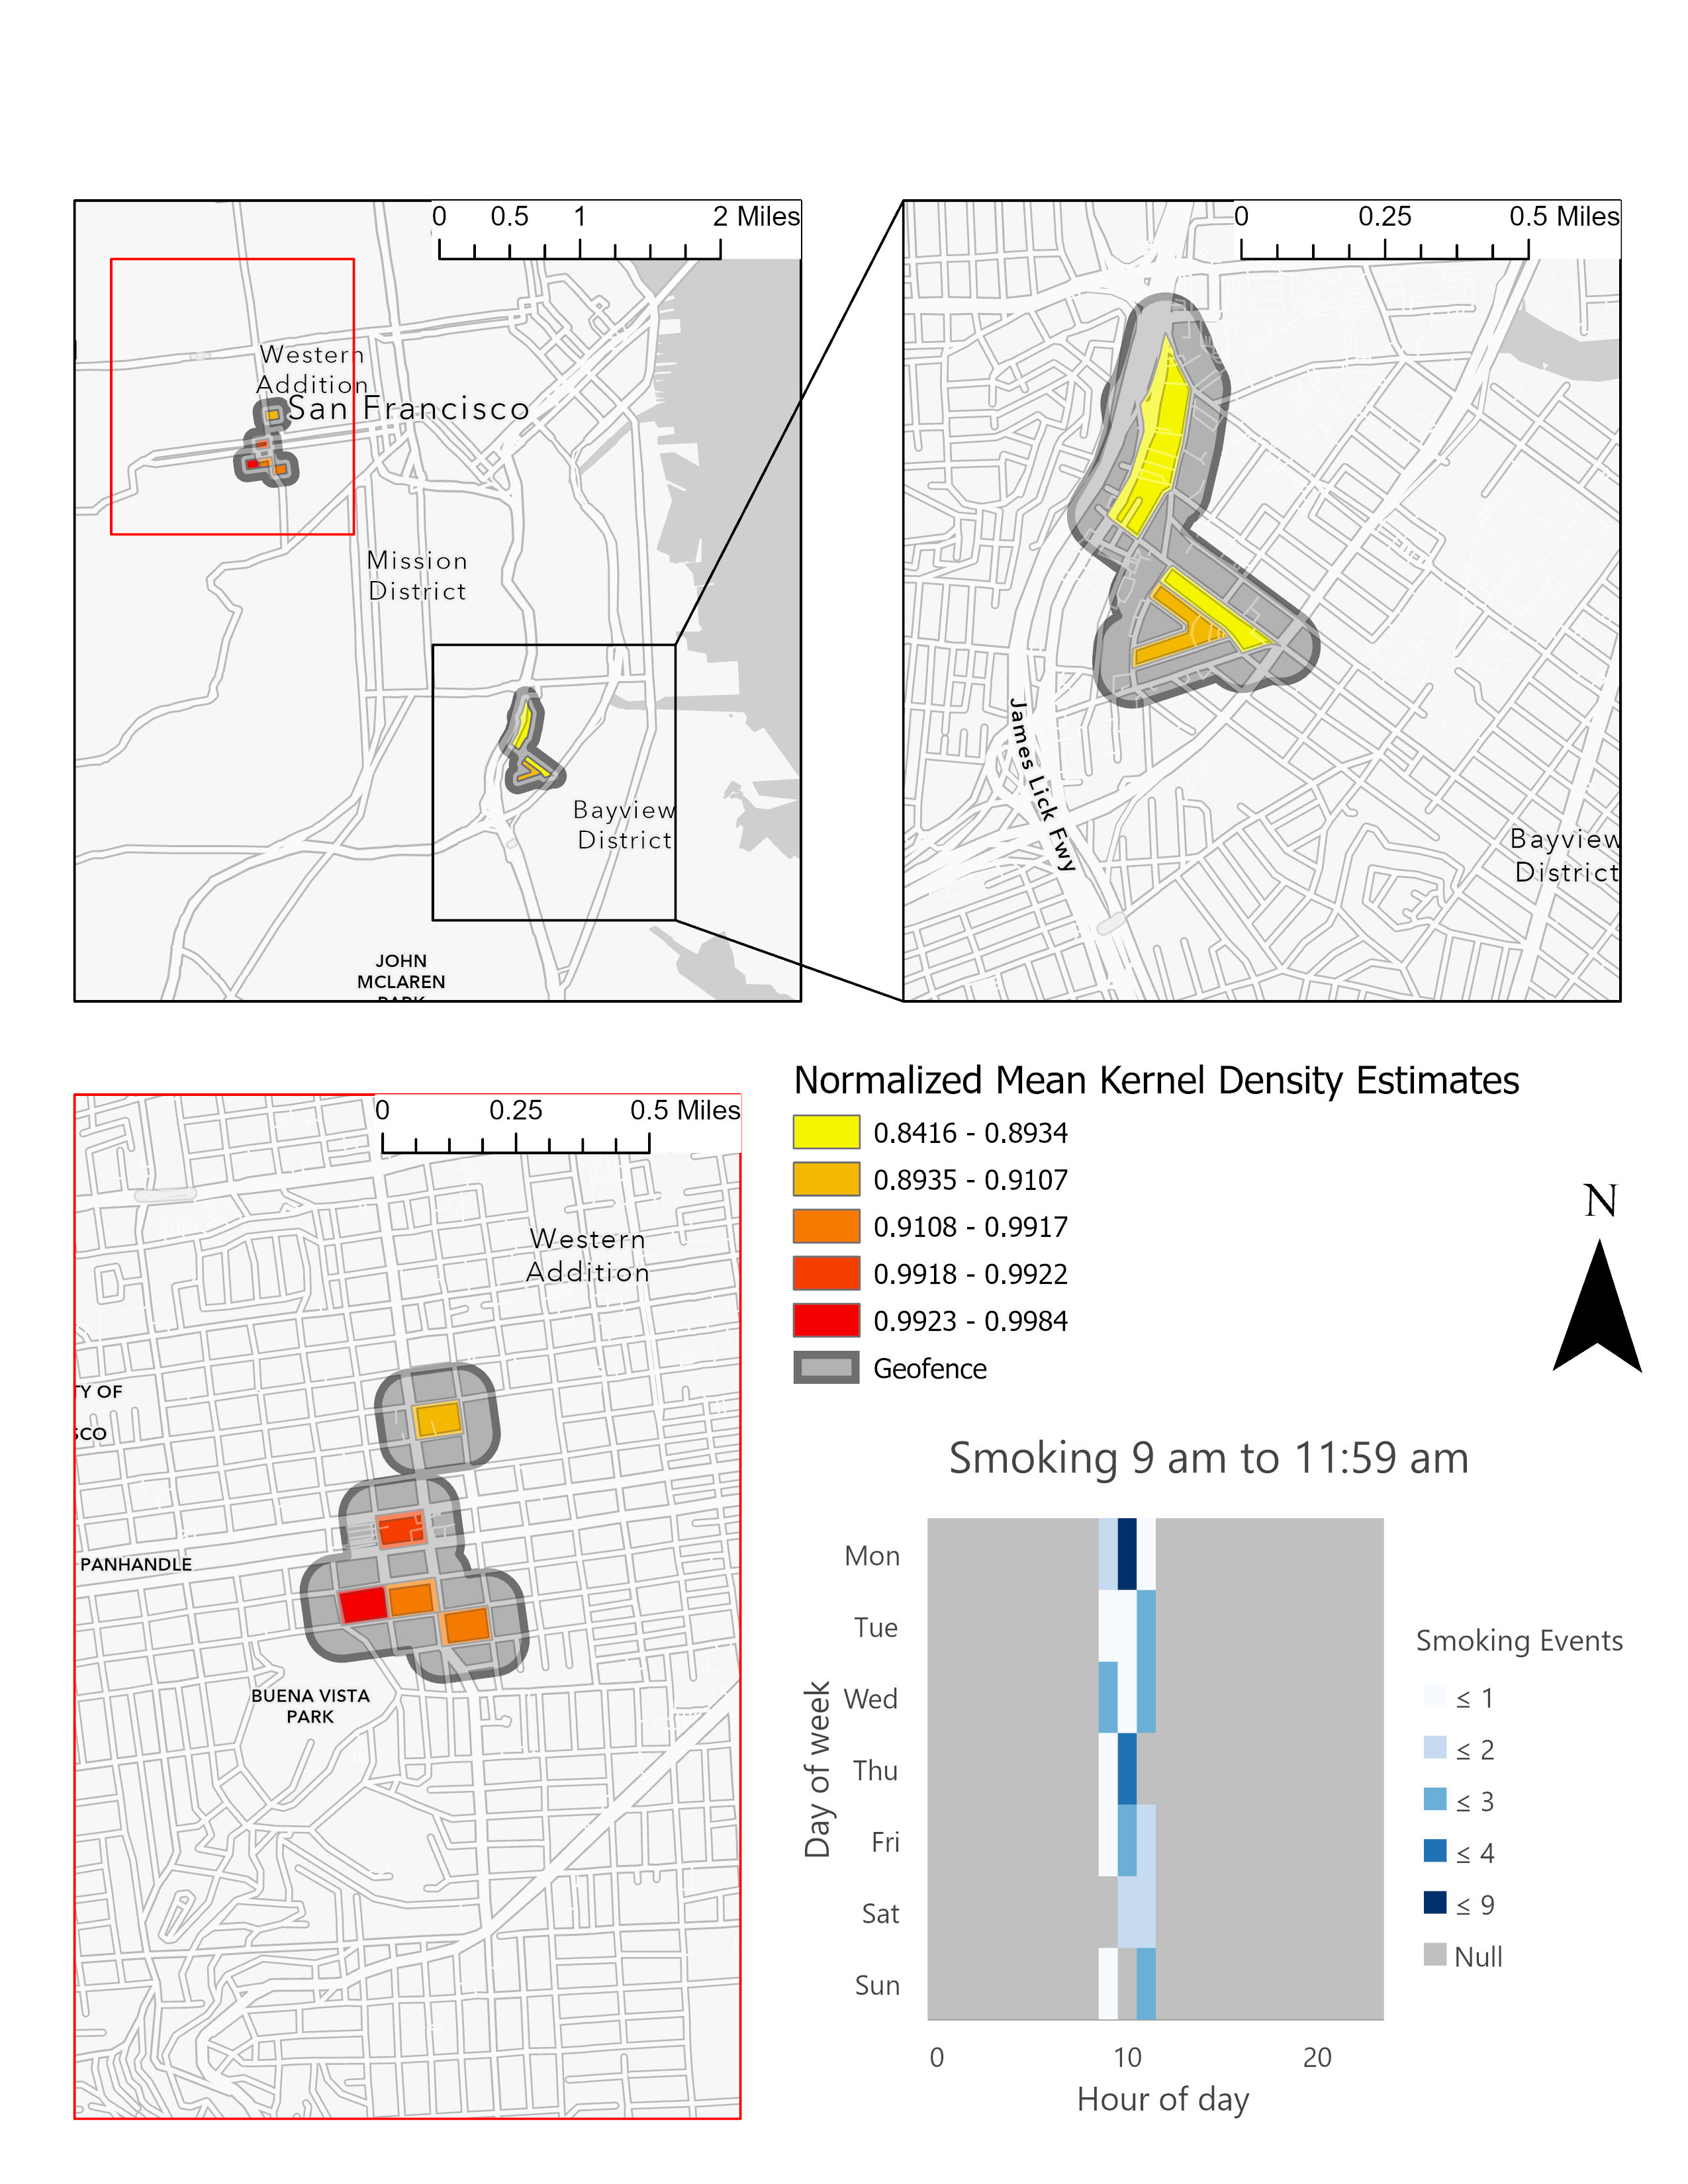 0 0.5 1 2 Miles
Western
Addition
San Francisco
Mission
District
Bayview
District
JOHN
MCLAREN
PARK
0 0.25 0.5 Miles
James Lick Fwy
Bayview
District
0 0.25 0.5 Miles
Western
Addition
TY OF
SCO
PANHANDLE
BUENA VISTA
PARK
Normalized Mean Kernel Density Estimates
0.8416 - 0.8934
0.8935 - 0.9107
0.9108 - 0.9917
0.9918 - 0.9922
0.9923 - 0.9984
Geofence
N
Smoking 9 am to 11:59 am
Day of week
Mon
Tue
Wed
Thu
Fri
Sat
Sun
0 10 20
Hour of day
Smoking Events
≤ 1
≤ 2
≤ 3
≤ 4
≤ 9
Null